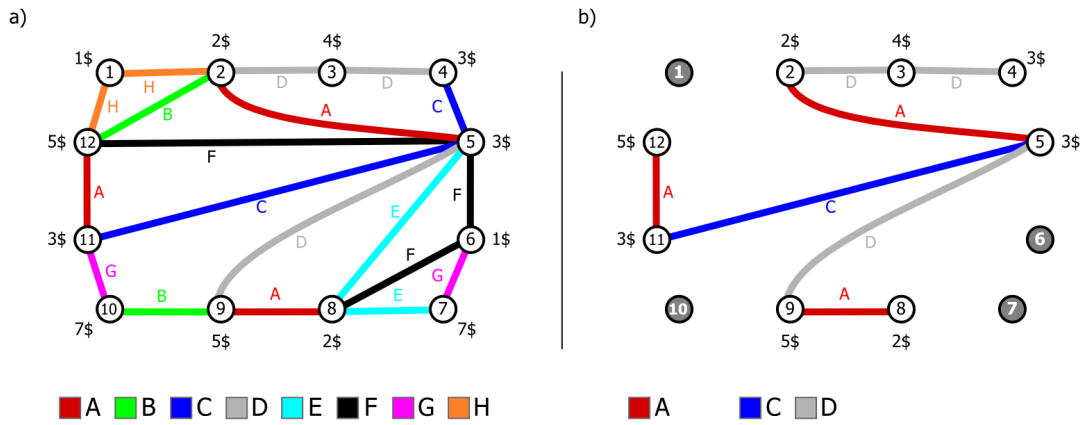 a)
b)
2$ 4$ 3$
1$
1 H 2 D 3 D 4
H B A C
5$ 12 F 5 3$
A C E F
3$ 11 D 6 1$
G B A F E G
10 9 8 7
7$ 5$ 2$ 7$
A B C D E F G H
2$ 4$ 3$
1 2 D 3 D 4
A
5$ 12 5 3$
A C
3$ 11 D 6
A
10 9 8 7
5$ 2$
A C D